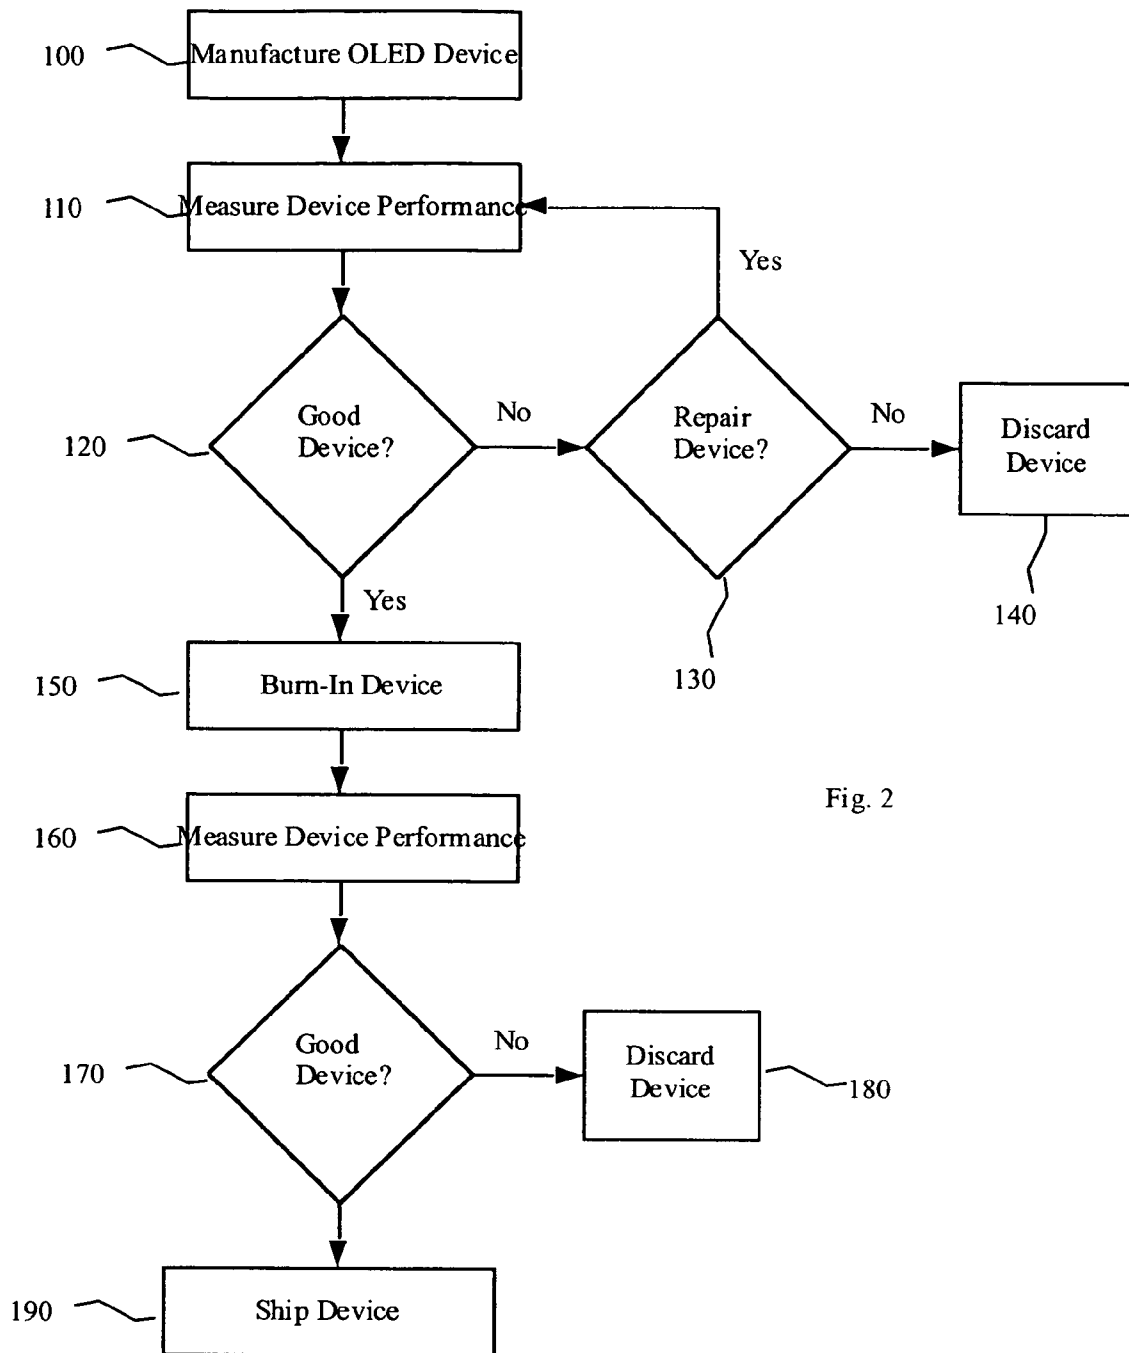 100
Manufacture OLED Device
110
Measure Device Performance
Yes
120
Good
Device?
No
Repair
Device?
No
Discard
Device
140
130
Yes
150
Burn-In Device
Fig. 2
160
Measure Device Performance
170
Good
Device?
No
Discard
Device
180
190
Ship Device